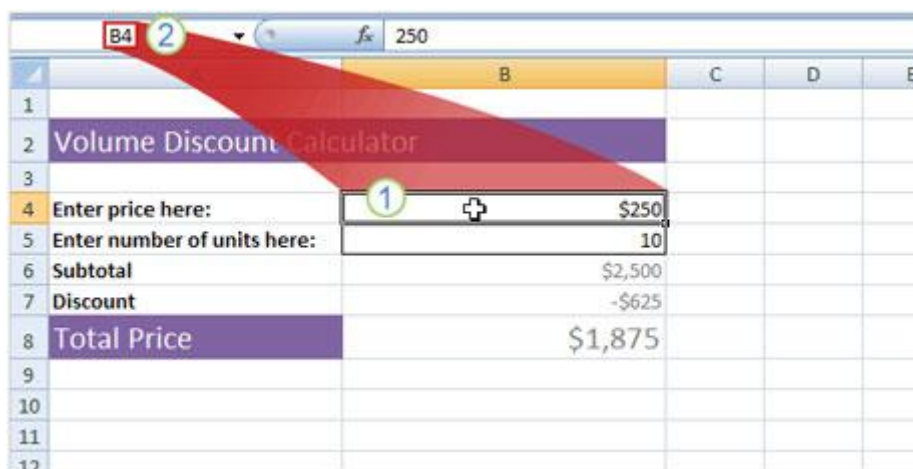 B4 2 fx 250
A B C D E
1
2 Volume Discount Calculator
3
4 Enter price here: 1 $250
5 Enter number of units here: 10
6 Subtotal $2,500
7 Discount -$625
8 Total Price $1,875
9
10
11
12